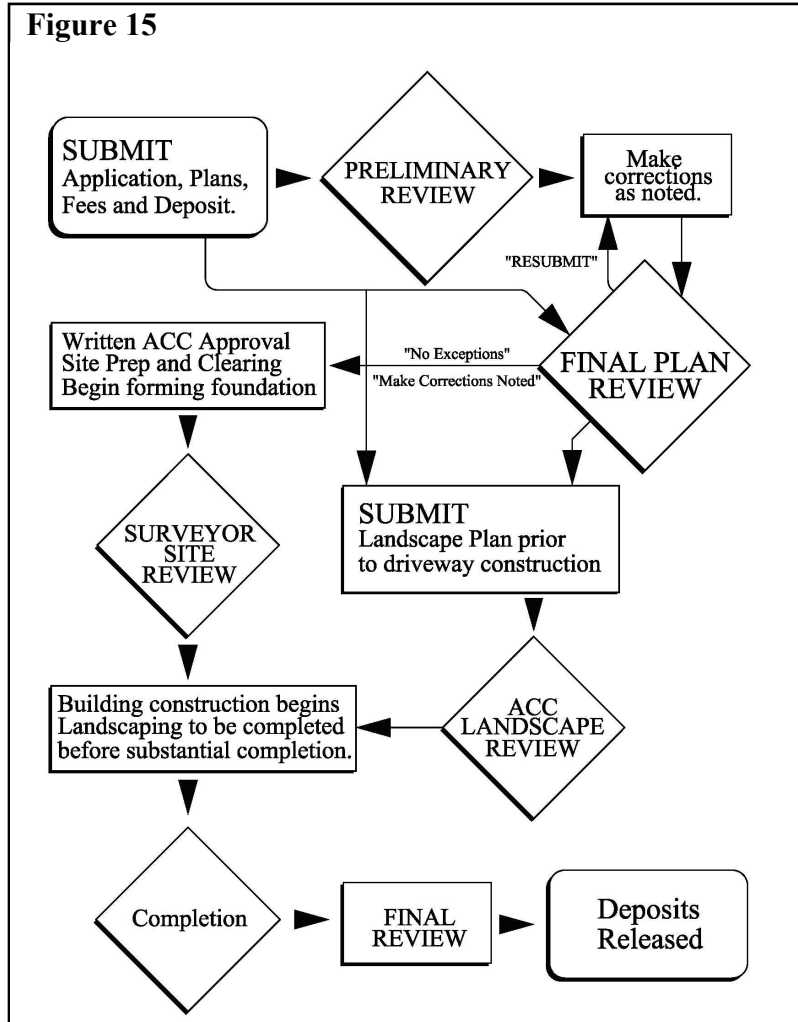 Figure 15
SUBMIT
Application, Plans,
Fees and Deposit.
PRELIMINARY
REVIEW
Make
corrections
as noted.
"RESUBMIT"
FINAL PLAN
REVIEW
"No Exceptions"
"Make Corrections Noted"
Written ACC Approval
Site Prep and Clearing
Begin forming foundation
SURVEYOR
SITE
REVIEW
SUBMIT
Landscape Plan prior
to driveway construction
ACC
LANDSCAPE
REVIEW
Building construction begins
Landscaping to be completed
before substantial completion.
Completion
FINAL
REVIEW
Deposits
Released